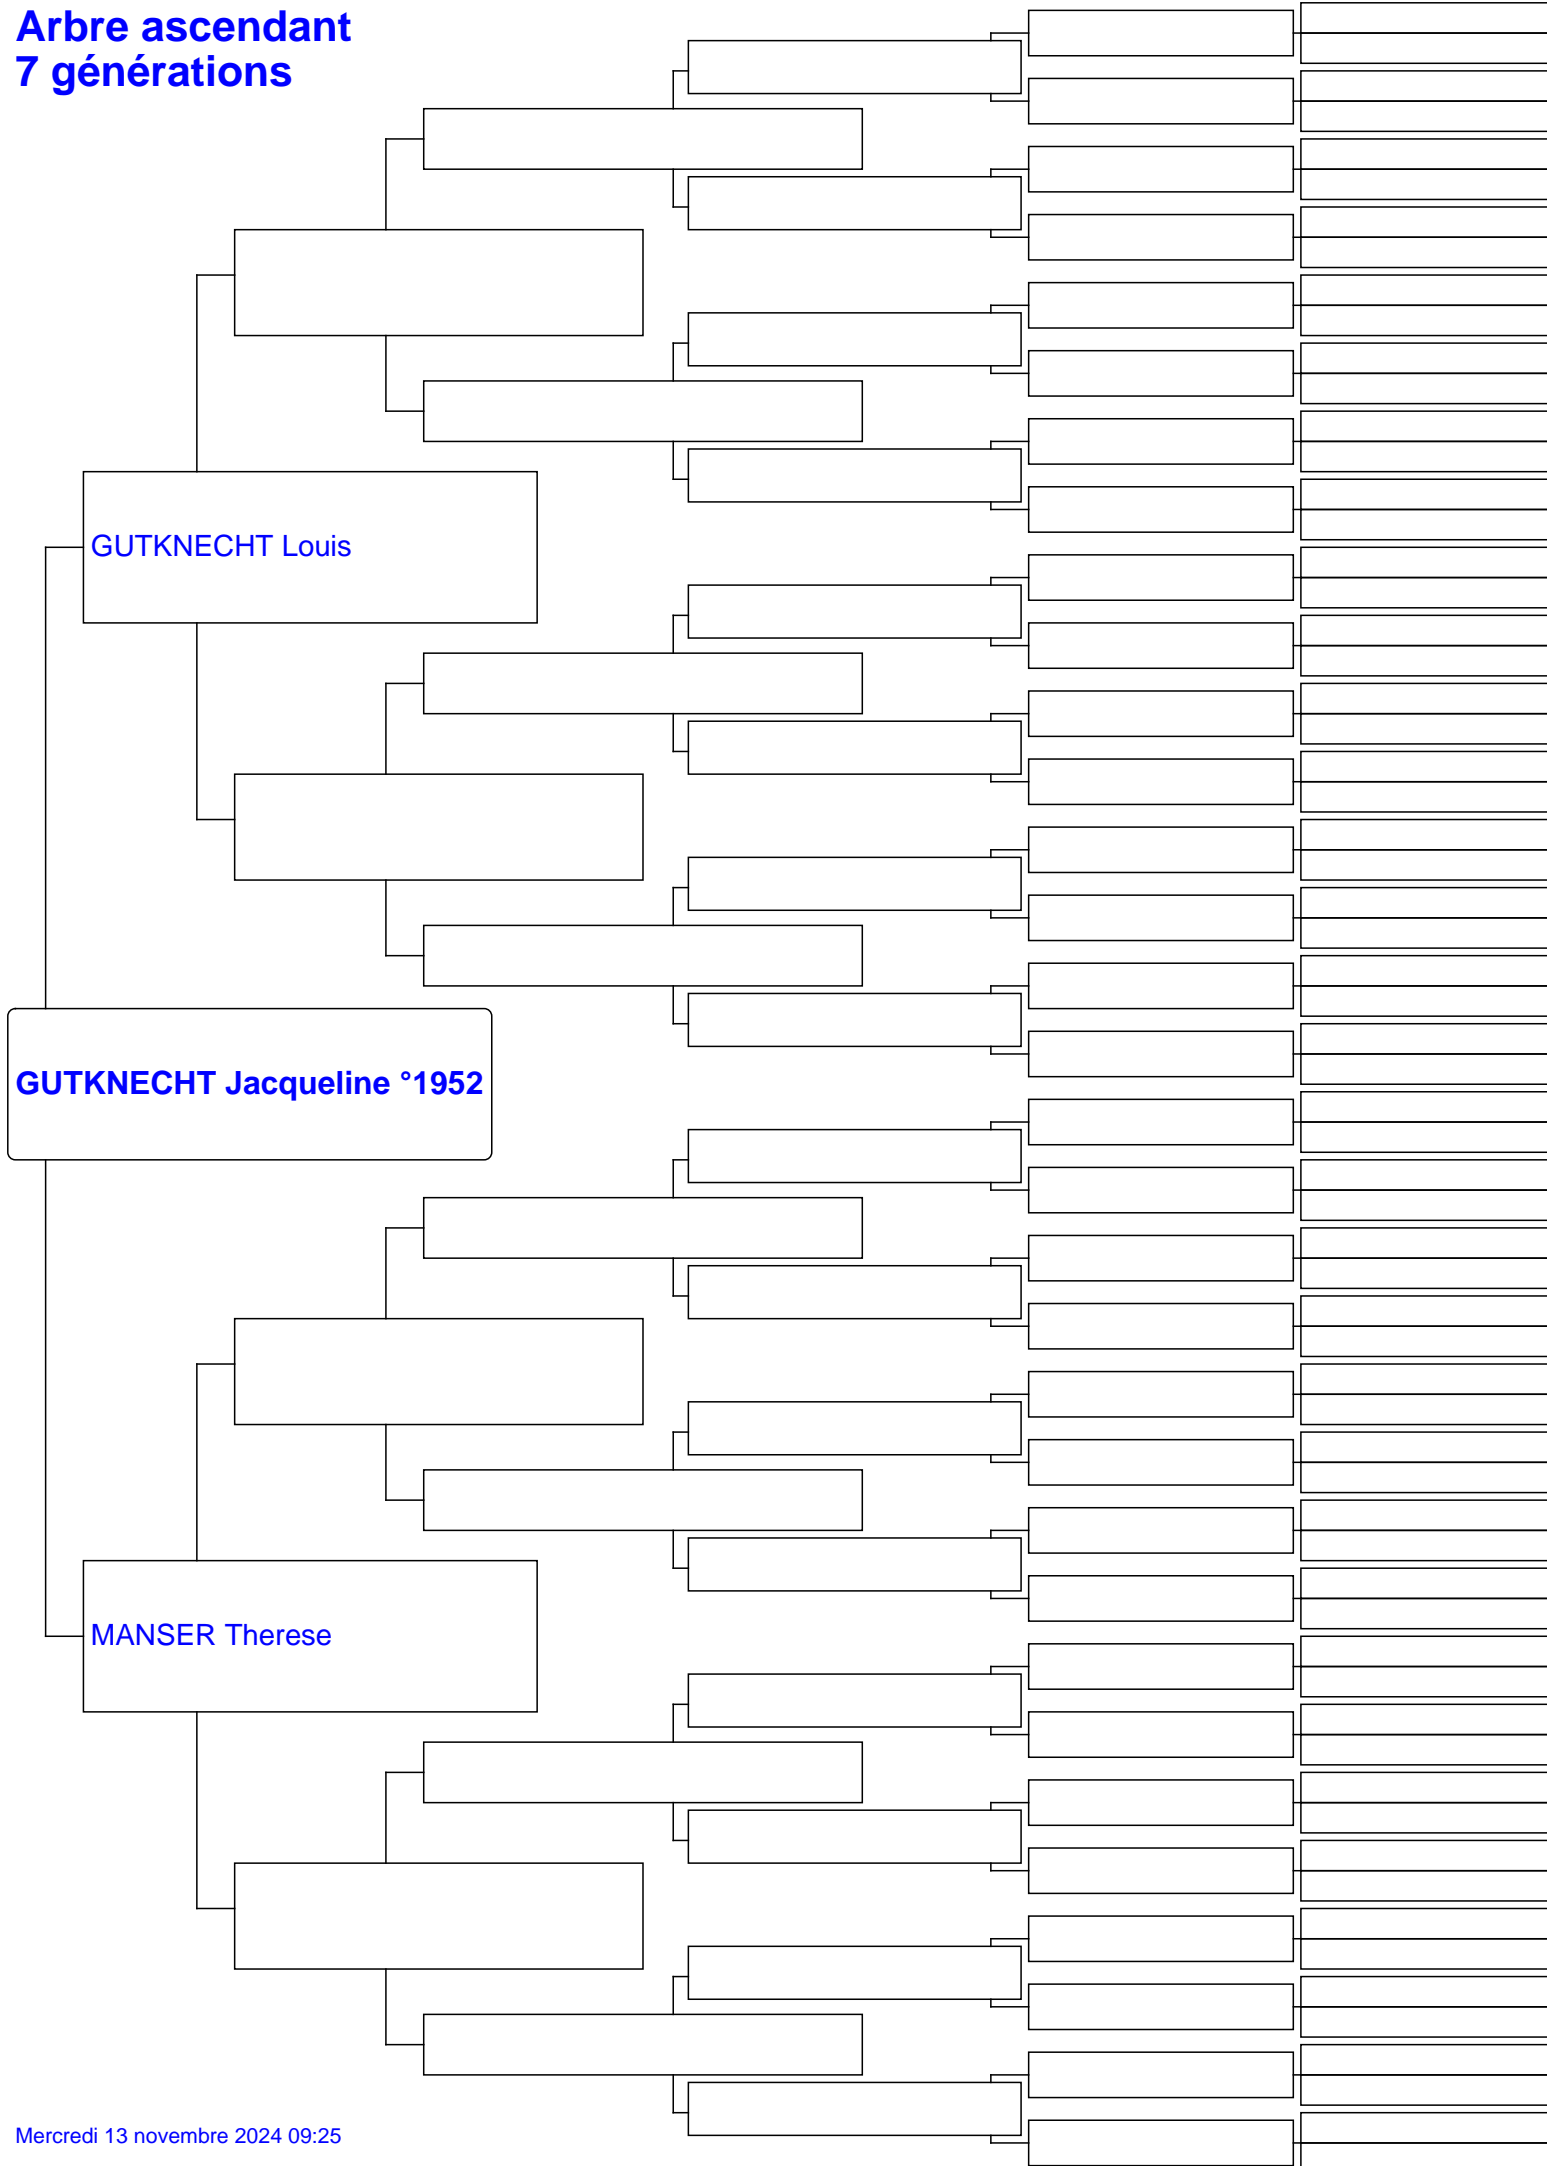 Arbre ascendant
7 générations
GUTKNECHT Louis
GUTKNECHT Jacqueline °1952
MANSER Therese
Mercredi 13 novembre 2024 09:25